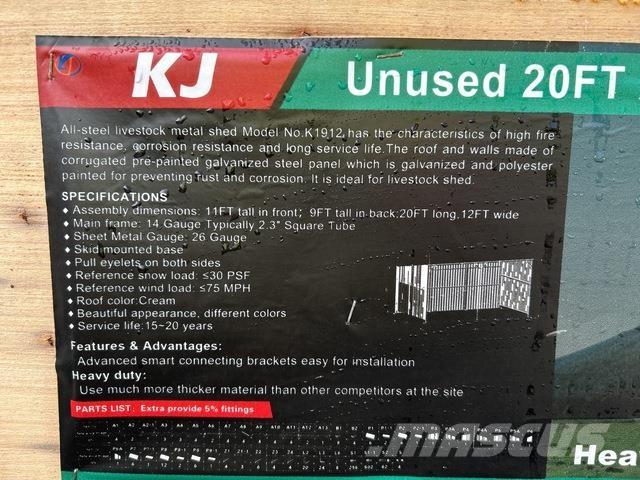 KJ
Unused 20FT
All-steel livestock metal shed Model No.K1912, has the characteristics of high fire
resistance, corrosion resistance and long service life.The roof and walls made of
corrugated pre-painted galvanized steel panel which is galvanized and polyester
painted for preventing rust and corrosion. It is ideal for livestock shed.
SPECIFICATIONS
◆ Assembly dimensions: 11FT tall in front; 9FT tall in back;20FT long,12FT wide
◆ Main frame: 14 Gauge Typically 2.3" Square Tube
◆ Sheet Metal Gauge: 26 Gauge
◆ Skid mounted base
◆ Pull eyelets on both sides
◆ Reference snow load: ≤30 PSF
◆ Reference wind load: ≤75 MPH
◆ Roof color:Cream
◆ Beautiful appearance, different colors
◆ Service life:15~20 years
Features & Advantages:
Advanced smart connecting brackets easy for installation
Heavy duty:
Use much more thicker material than other competitors at the site
PARTS LIST: Extra provide 5% fittings
MASCUS
Hea